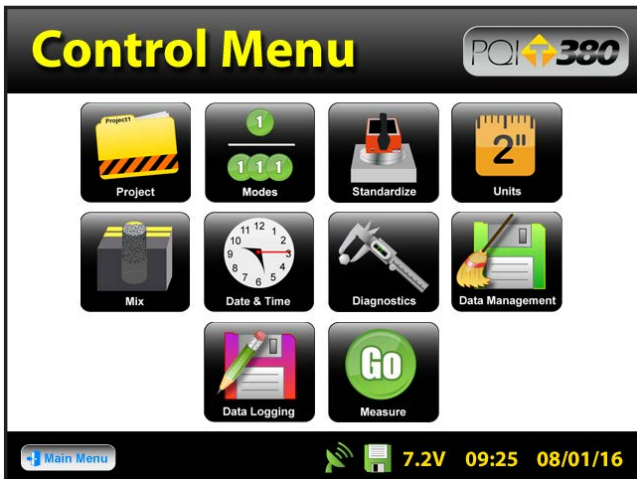 Control Menu
PQI T 380
Project1
1
1 1 1
2"
Project
Modes
Standardize
Units
11 12 1
10 2
9 3
8 4
7 6 5
Mix
Date & Time
Diagnostics
Data Management
Go
Data Logging
Measure
Main Menu
7.2V 09:25 08/01/16